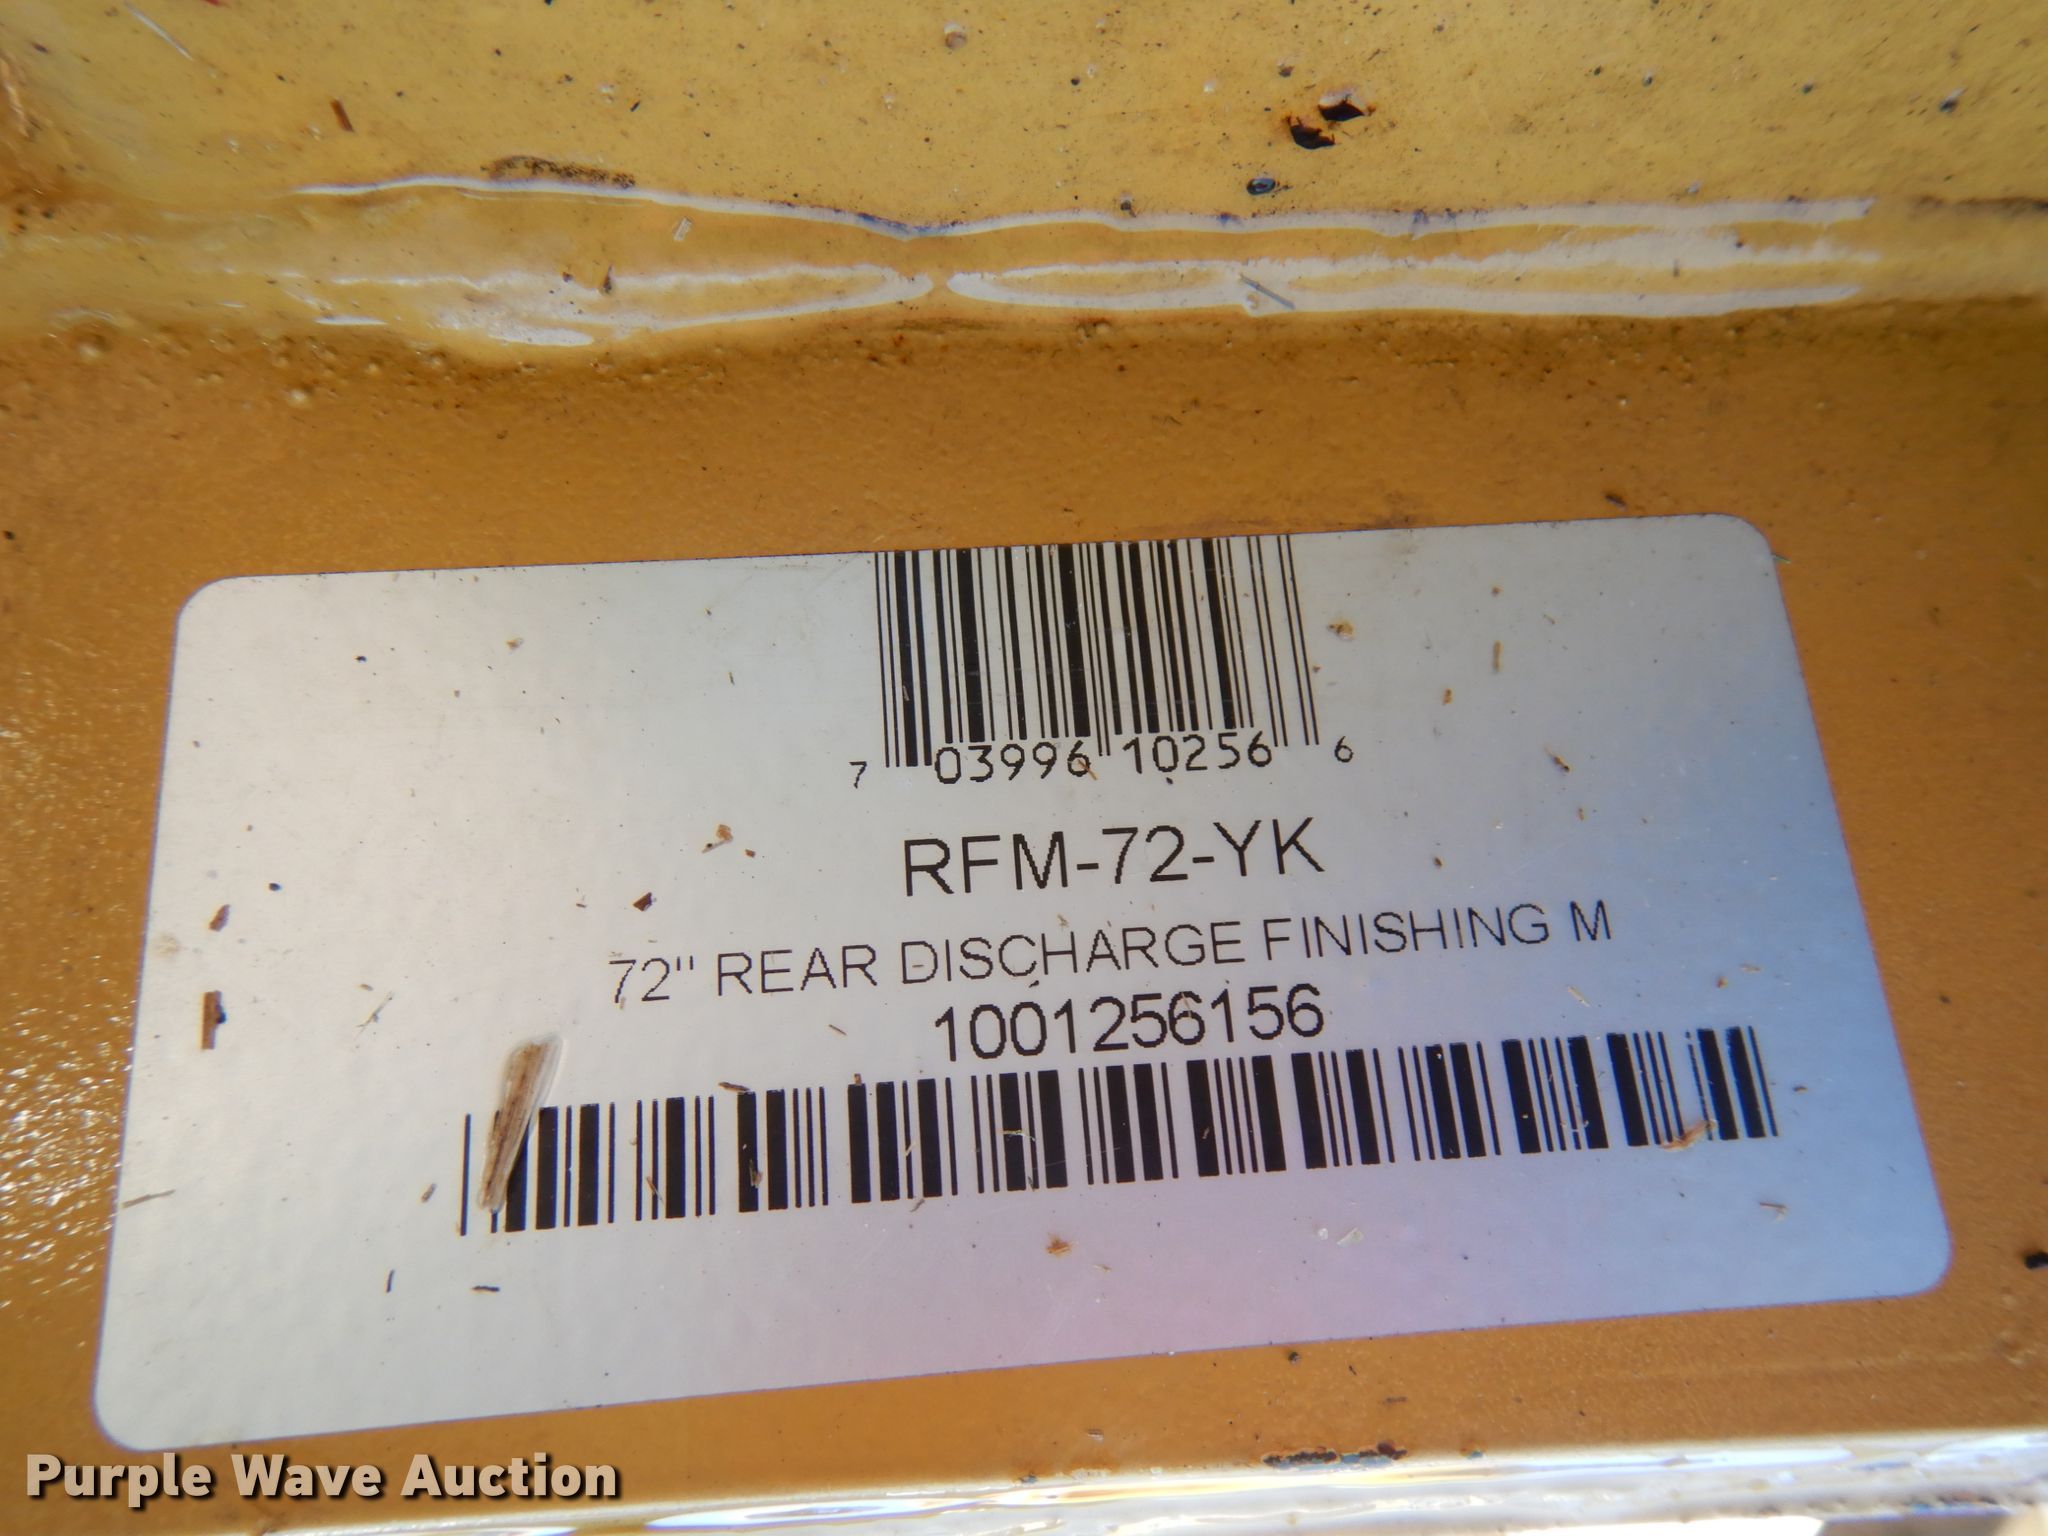 7 03996 10256 6
RFM-72-YK
72" REAR DISCHARGE FINISHING M
1001256156
Purple Wave Auction